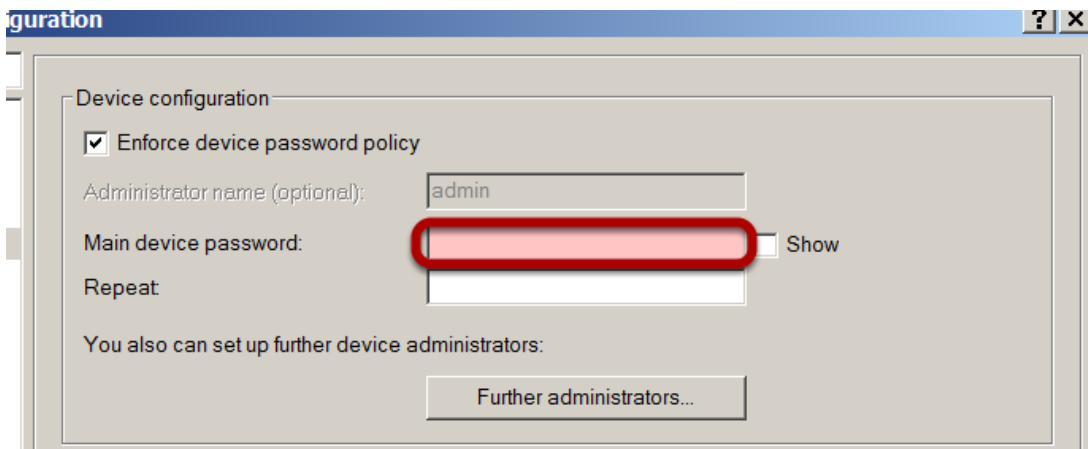 iguration
Device configuration
Enforce device password policy
Administrator name (optional): admin
Main device password: Show
Repeat:
You also can set up further device administrators:
Further administrators...